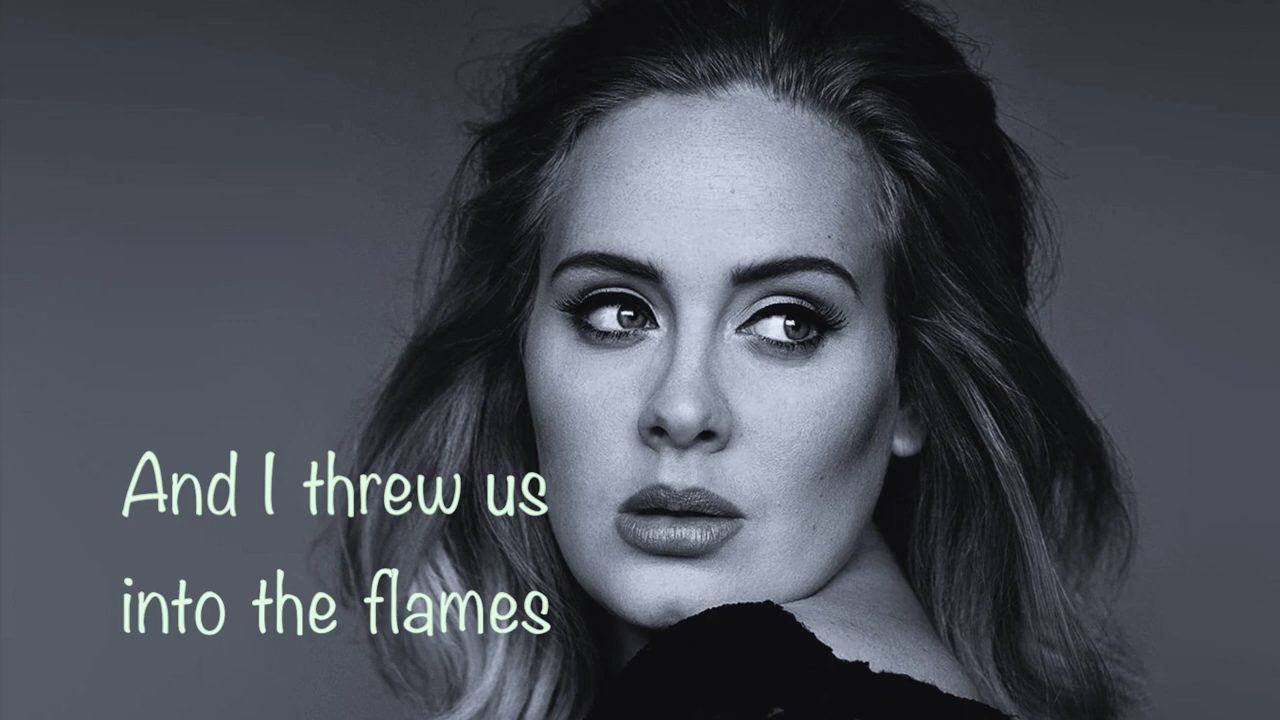 And I threw us
into the flames